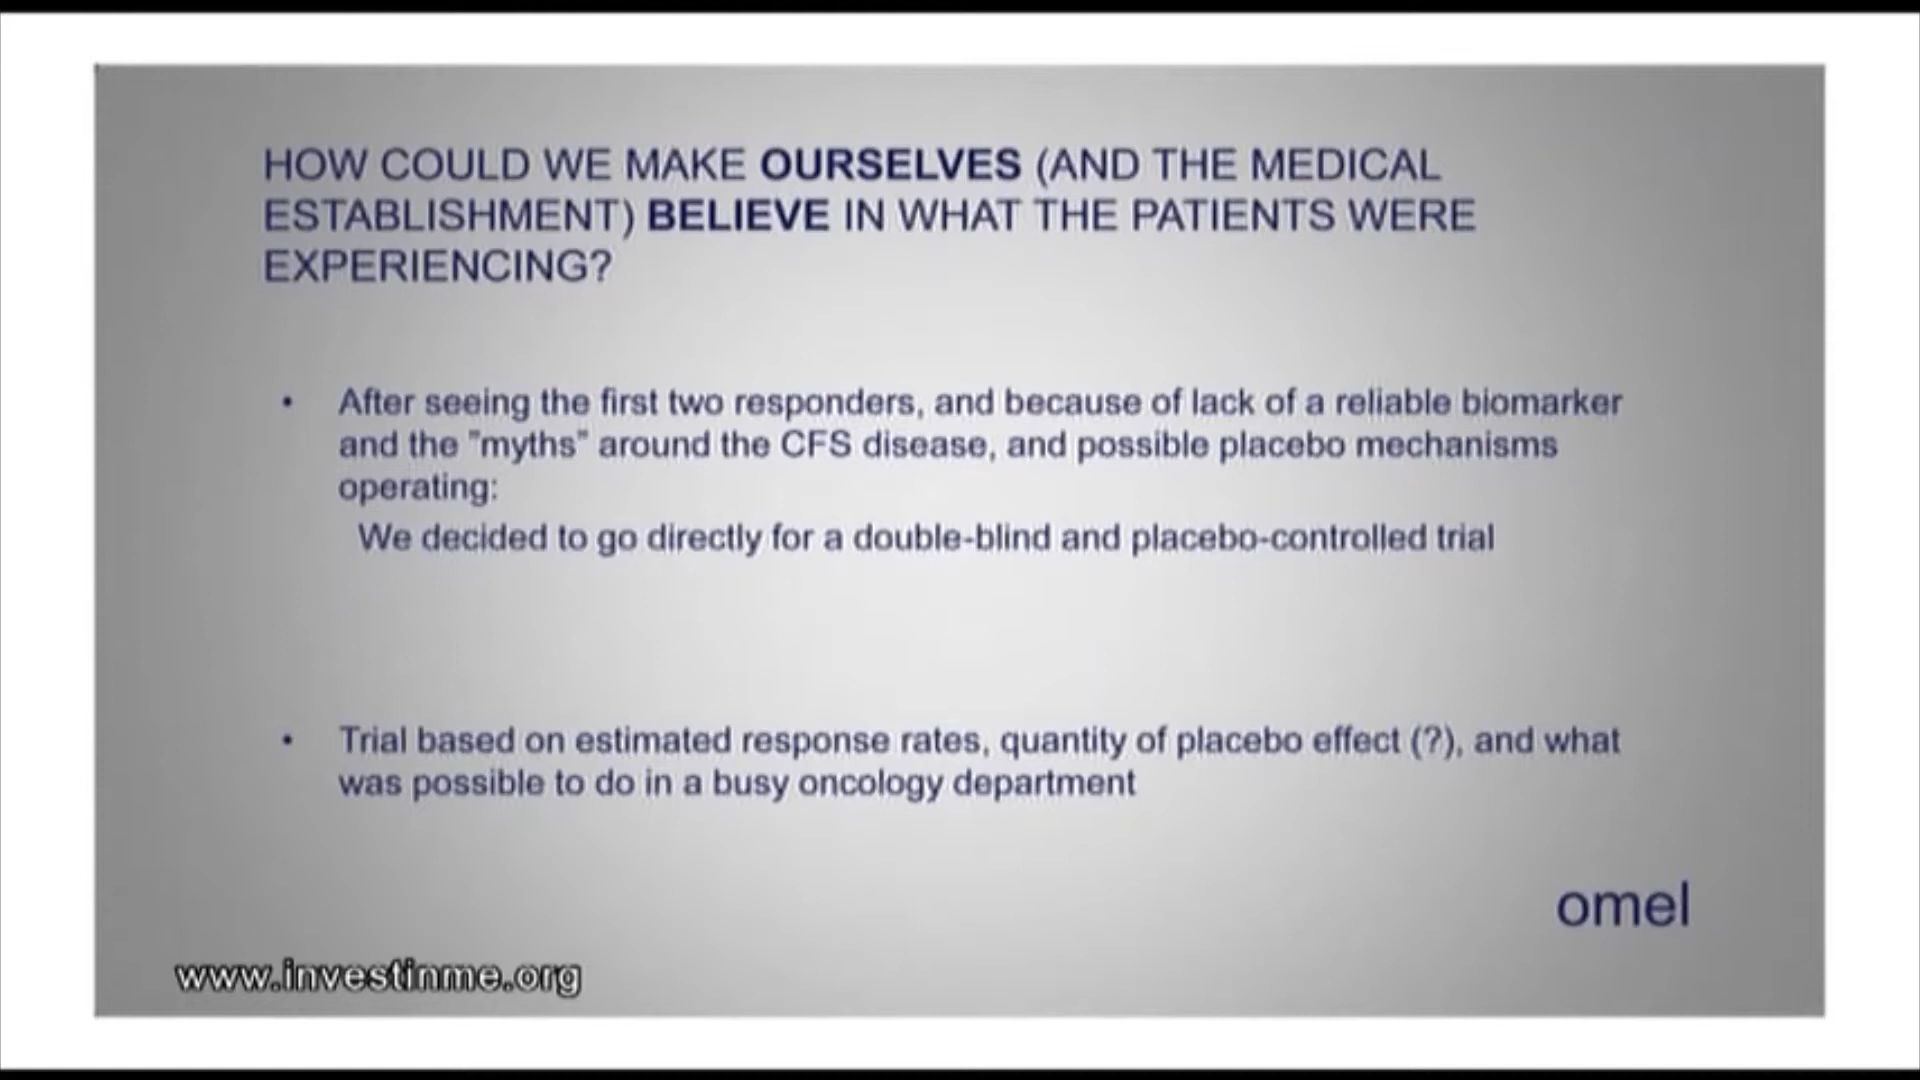 HOW COULD WE MAKE OURSELVES (AND THE MEDICAL
ESTABLISHMENT) BELIEVE IN WHAT THE PATIENTS WERE
EXPERIENCING?
• After seeing the first two responders, and because of lack of a reliable biomarker
and the "myths" around the CFS disease, and possible placebo mechanisms
operating:
We decided to go directly for a double-blind and placebo-controlled trial
• Trial based on estimated response rates, quantity of placebo effect (?), and what
was possible to do in a busy oncology department
omel
www.investinme.org